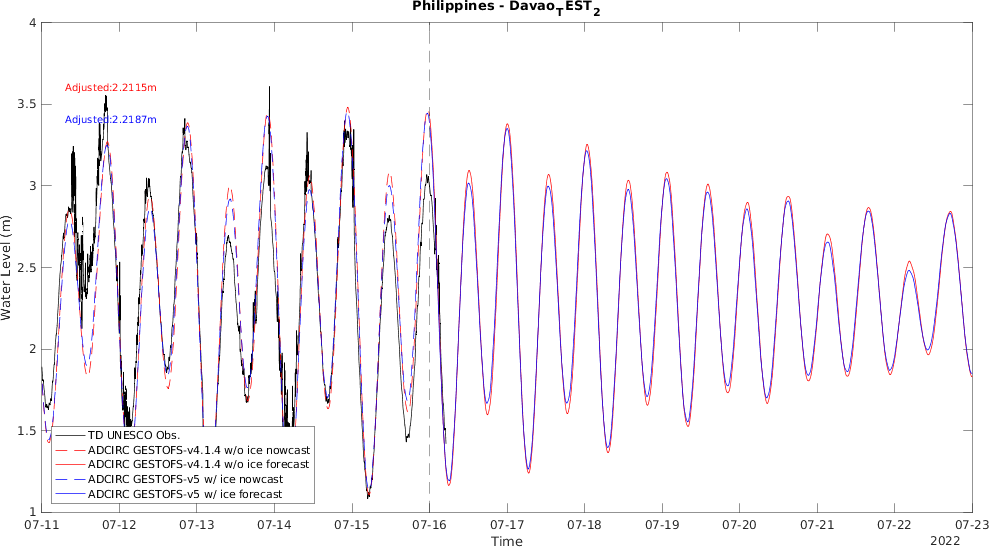 Philippines - Davao_TEST_2
4
3.5
3
2.5
2
1.5
1
Water Level (m)
Adjusted:2.2115m
Adjusted:2.2187m
TD UNESCO Obs.
ADCIRC GESTOFS-v4.1.4 w/o ice nowcast
ADCIRC GESTOFS-v4.1.4 w/o ice forecast
ADCIRC GESTOFS-v5 w/ ice nowcast
ADCIRC GESTOFS-v5 w/ ice forecast
07-11 07-12 07-13 07-14 07-15 07-16 07-17 07-18 07-19 07-20 07-21 07-22 07-23
Time
2022